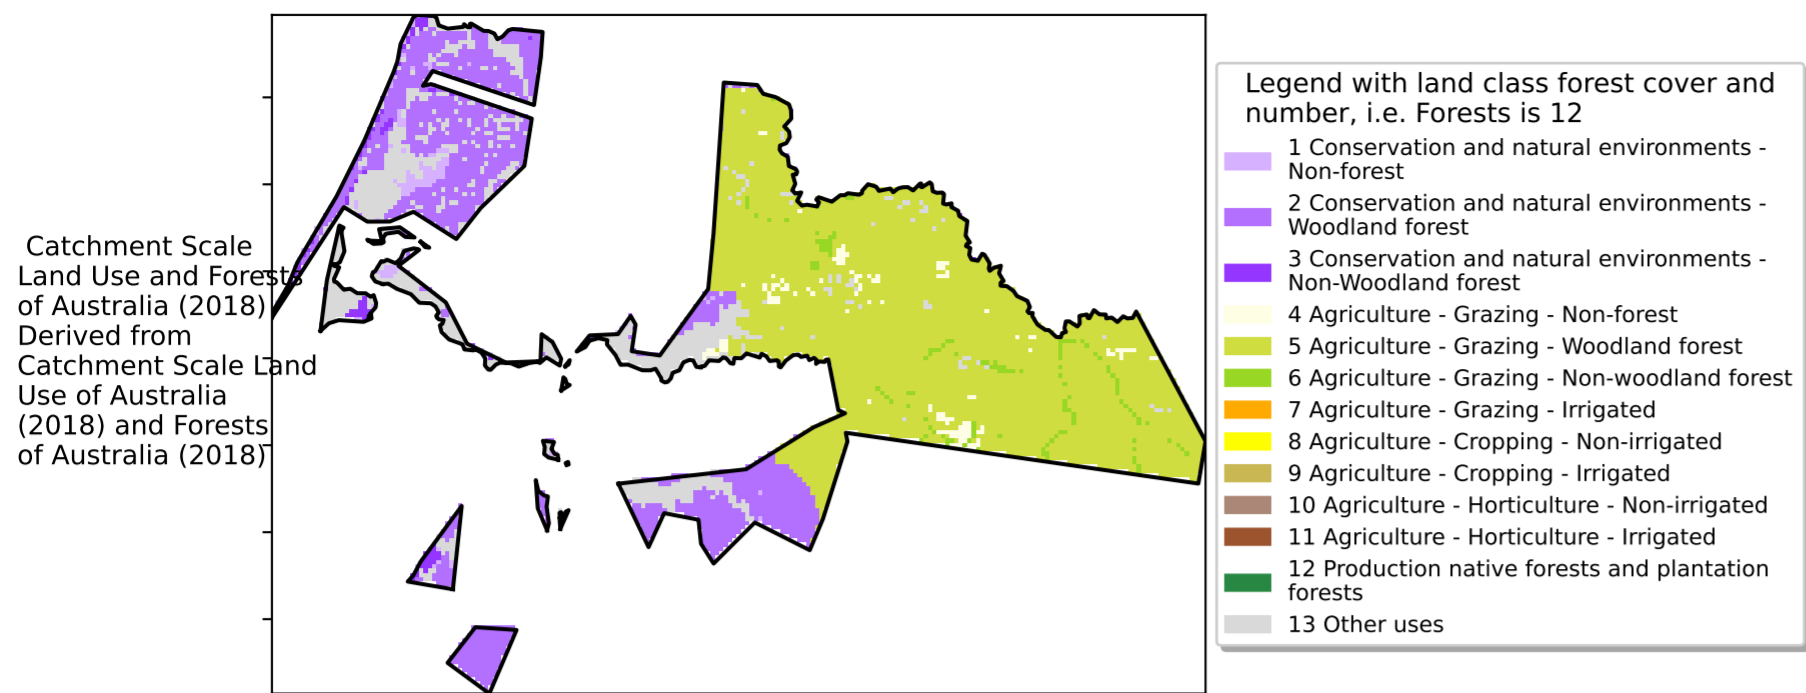 Catchment Scale
Land Use and Forests
of Australia (2018)
Derived from
Catchment Scale Land
Use of Australia
(2018) and Forests
of Australia (2018)
Legend with land class forest cover and
number, i.e. Forests is 12
1 Conservation and natural environments -
Non-forest
2 Conservation and natural environments -
Woodland forest
3 Conservation and natural environments -
Non-Woodland forest
4 Agriculture - Grazing - Non-forest
5 Agriculture - Grazing - Woodland forest
6 Agriculture - Grazing - Non-woodland forest
7 Agriculture - Grazing - Irrigated
8 Agriculture - Cropping - Non-irrigated
9 Agriculture - Cropping - Irrigated
10 Agriculture - Horticulture - Non-irrigated
11 Agriculture - Horticulture - Irrigated
12 Production native forests and plantation
forests
13 Other uses